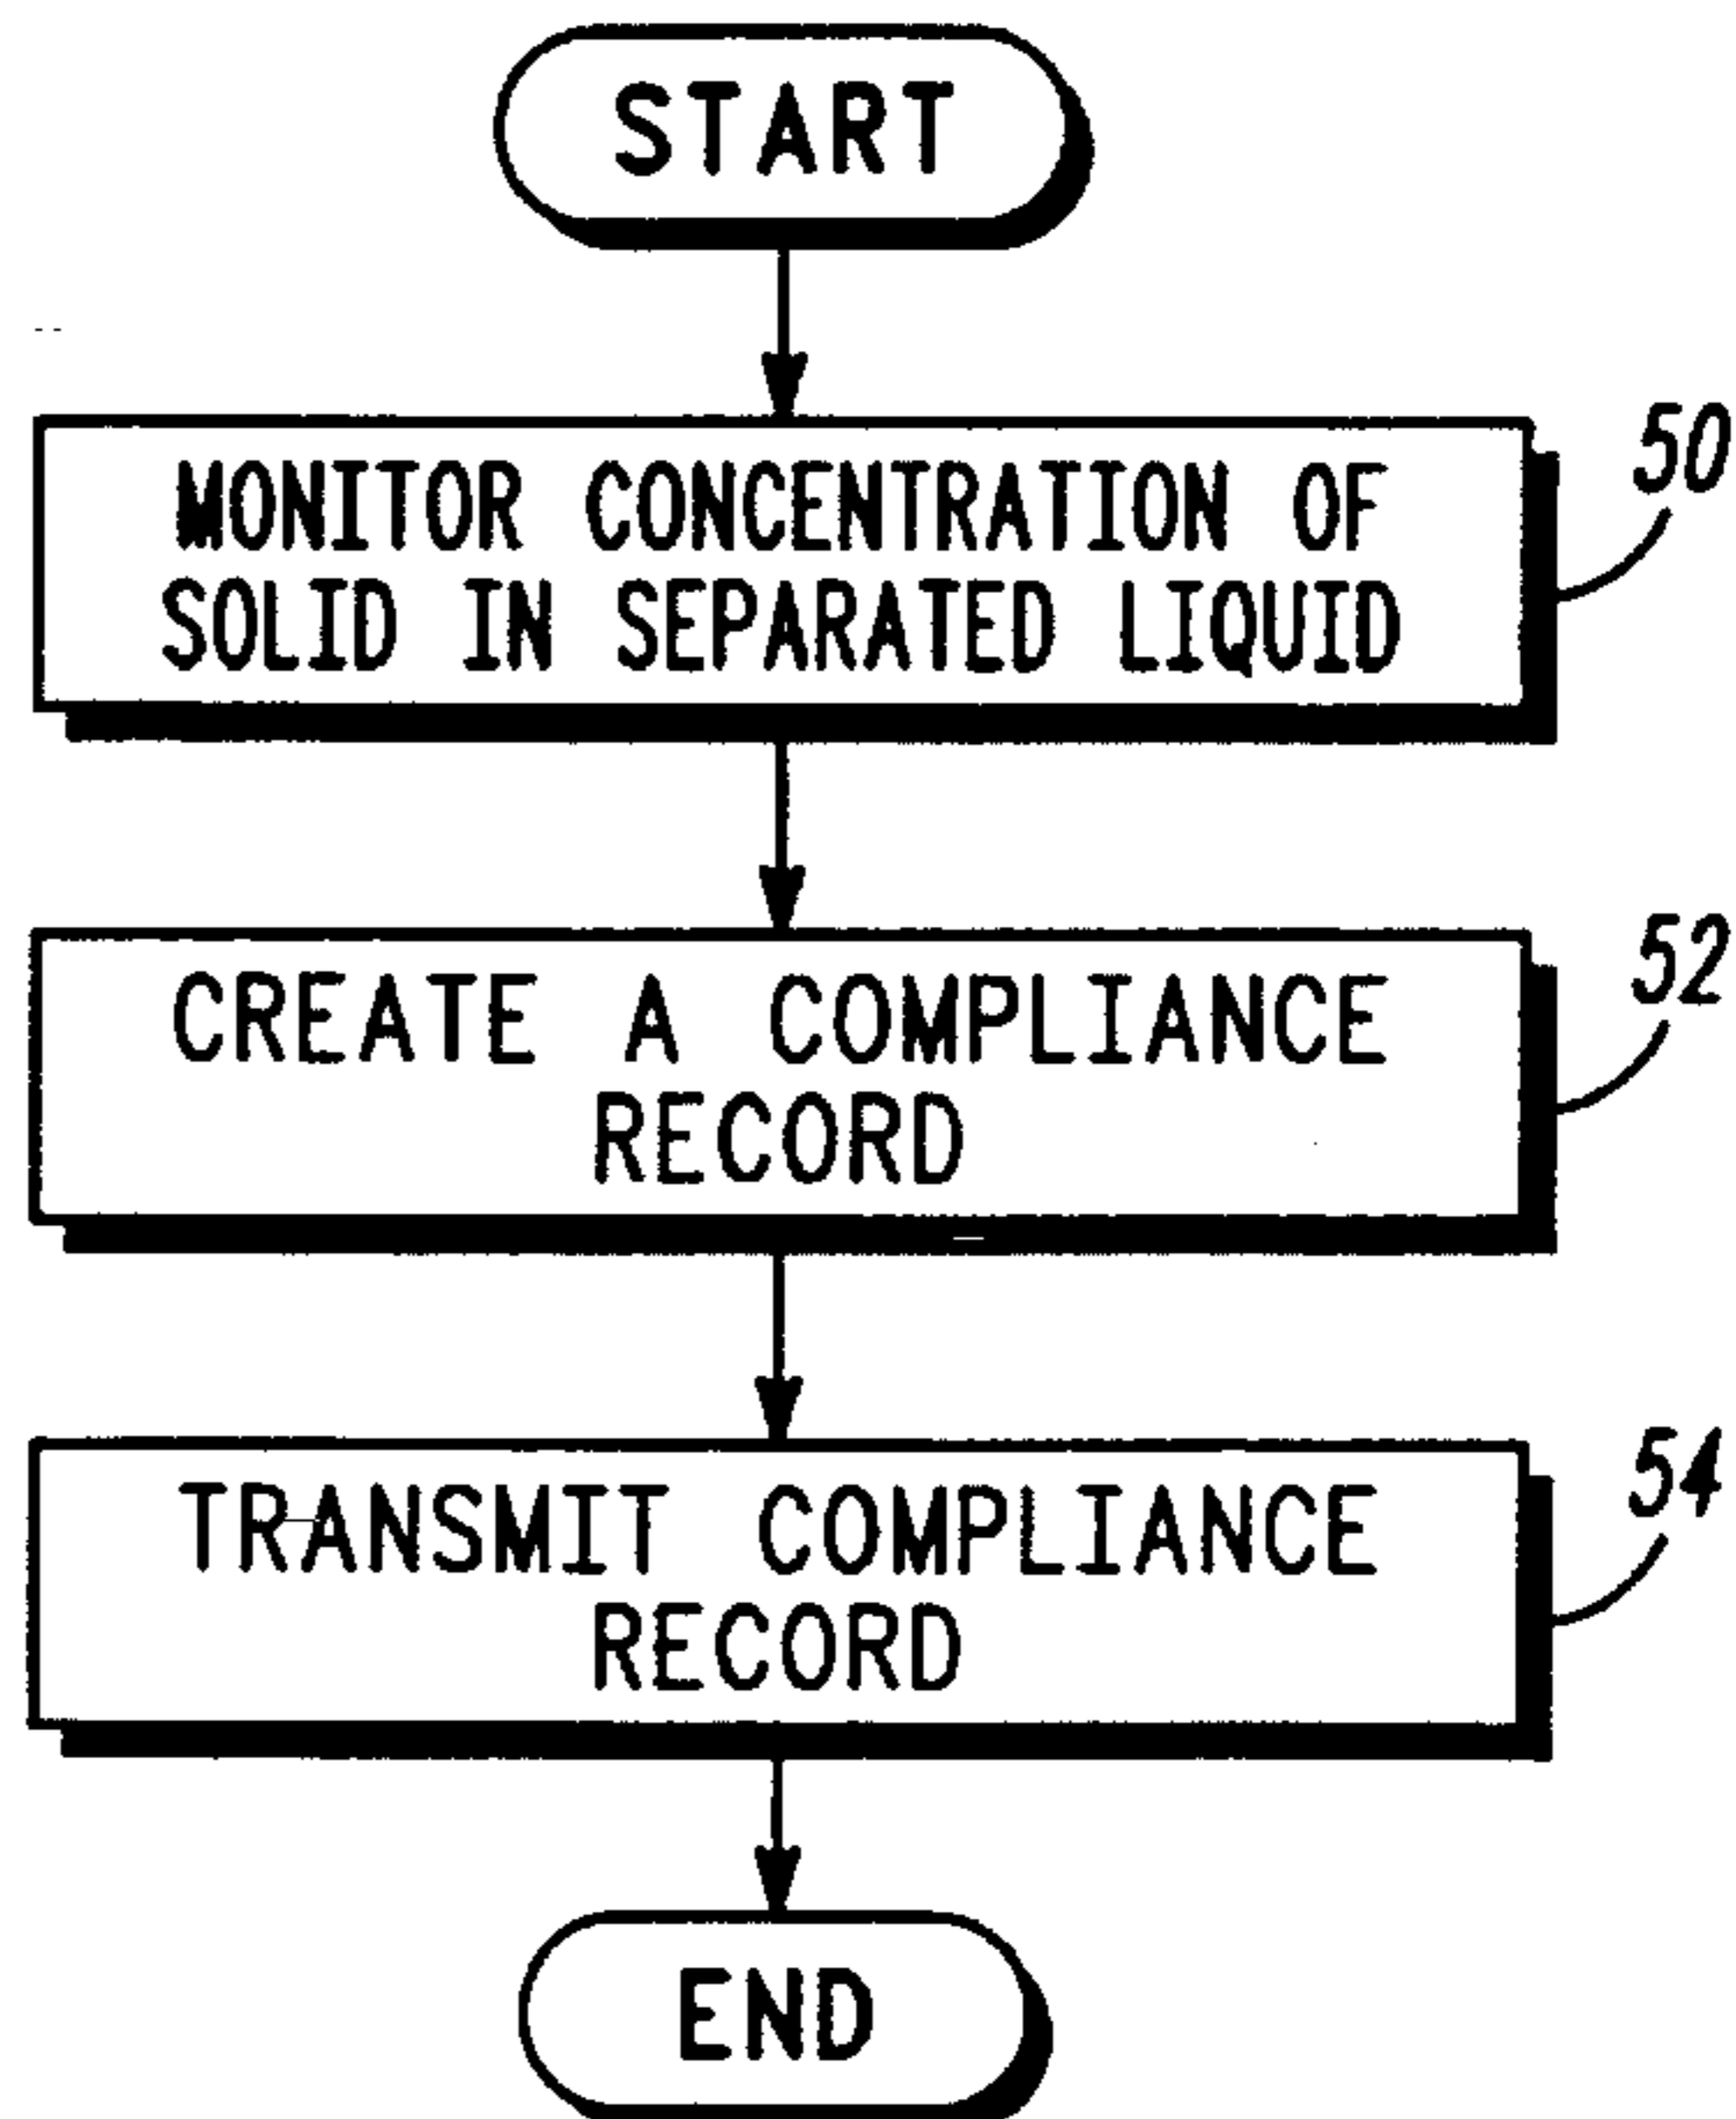 START
MONITOR CONCENTRATION OF
SOLID IN SEPARATED LIQUID
50
CREATE A COMPLIANCE
RECORD
52
TRANSMIT COMPLIANCE
RECORD
54
END